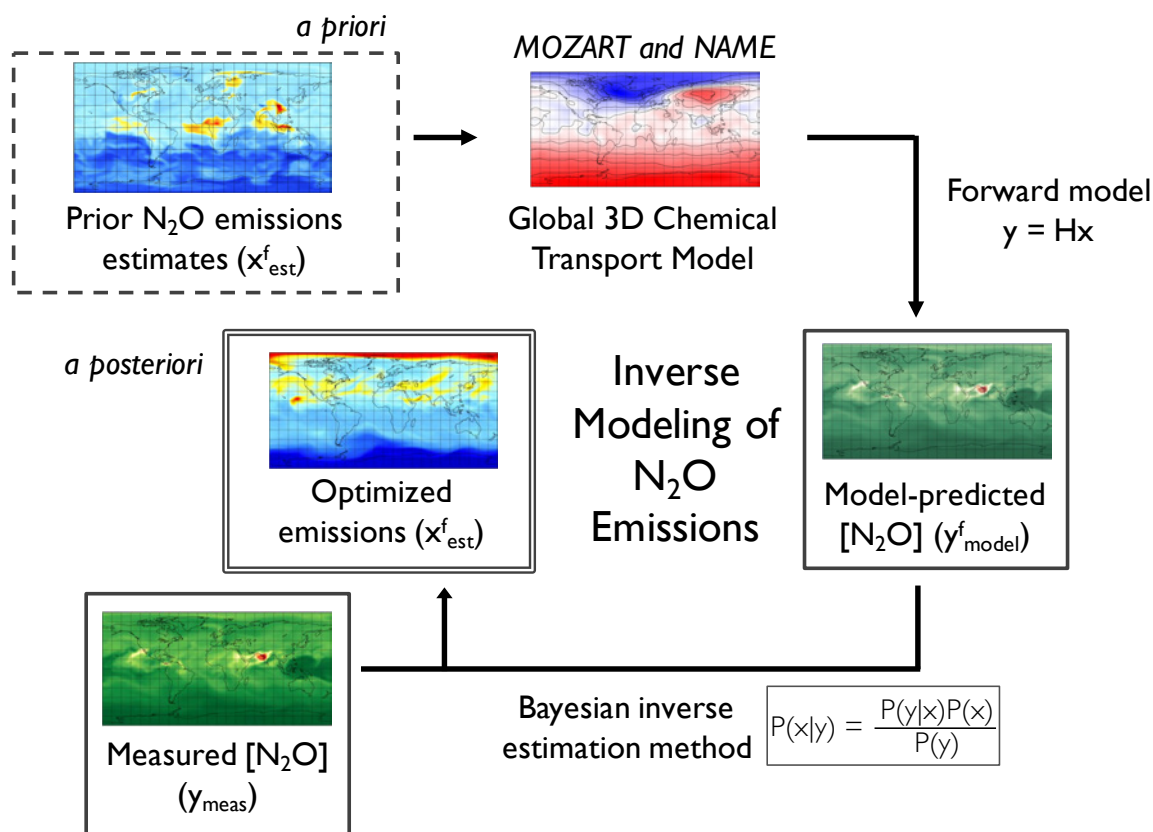 a priori
Prior N₂O emissions
estimates (xᶠₑₛₜ)
MOZART and NAME
Global 3D Chemical
Transport Model
Forward model
y = Hx
a posteriori
Optimized
emissions (xᶠₑₛₜ)
Inverse
Modeling of
N₂O
Emissions
Model-predicted
[N₂O] (yᶠmodel)
Measured [N₂O]
(ymeas)
Bayesian inverse
estimation method
P(x|y) = P(y|x)P(x)
P(y)